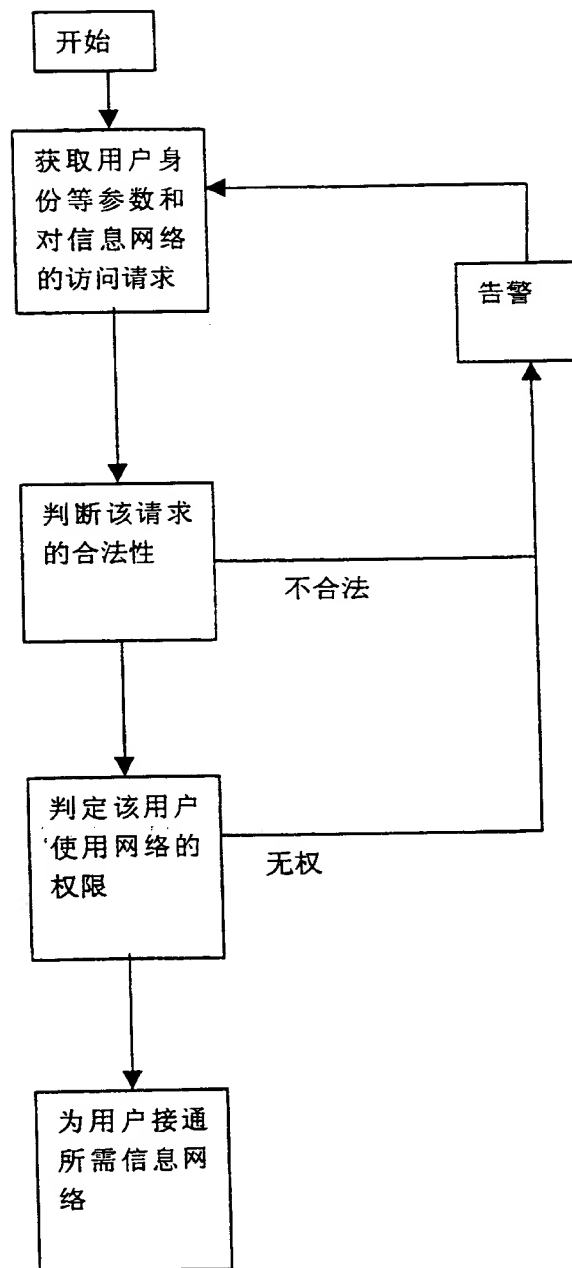 开始
获取用户身
份等参数和
对信息网络
的访问请求
告警
判断该请求
的合法性
不合法
判定该用户
使用网络的
权限
无权
为用户接通
所需信息网
络